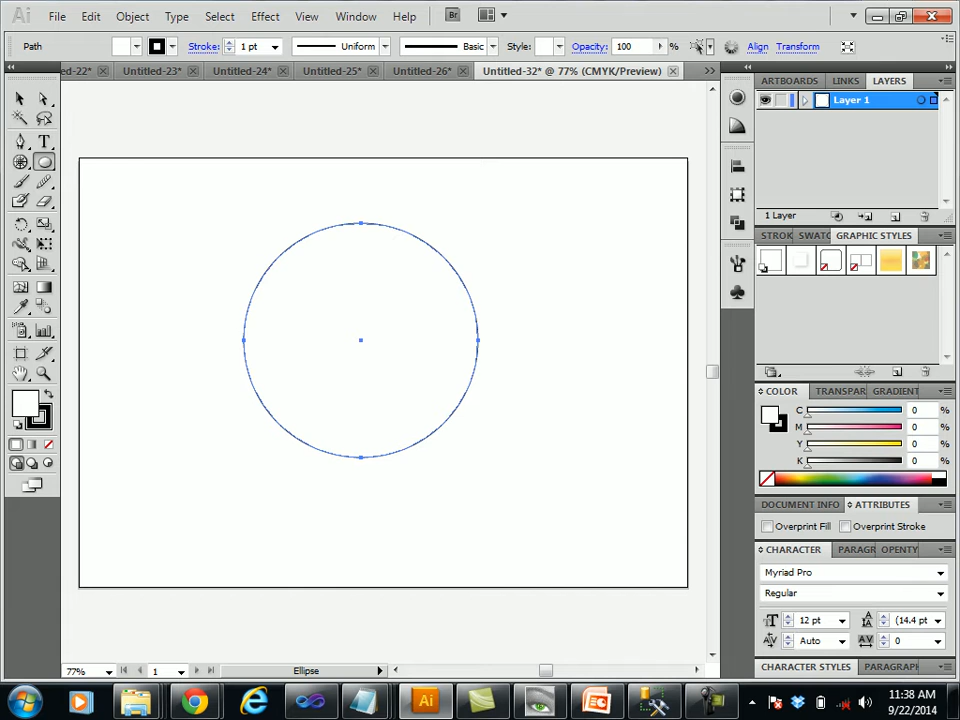 Ai File Edit Object Type Select Effect View Window Help Br
Path Stroke: 1 pt Uniform Basic Style: Opacity: 100 % Align Transform
ed-22* Untitled-23* Untitled-24* Untitled-25* Untitled-26* Untitled-32* @ 77% (CMYK/Preview)
ARTBOARDS LINKS LAYERS
Layer 1
1 Layer
STROK SWATC GRAPHIC STYLES
COLOR TRANSPAR GRADIENT
C 0 %
M 0 %
Y 0 %
K 0 %
DOCUMENT INFO ATTRIBUTES
Overprint Fill Overprint Stroke
CHARACTER PARAGR OPENTY
Myriad Pro
Regular
12 pt (14.4 pt
Auto 0
CHARACTER STYLES PARAGRAPH
77% 1 Ellipse
Ai
11:38 AM
9/22/2014